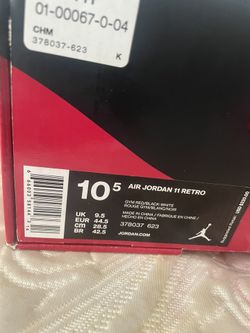 01-00067-0-04
CHM
378037-623
K
10 5
AIR JORDAN 11 RETRO
GYM RED/BLACK WHITE
ROUGE GYM/BLANC/NOIR
MADE IN CHINA / FABRIQUÉ EN CHINE /
HECHO EN CHINA
UK 9.5
EUR 44.5
cm 28.5
BR 42.5
378037 623
JORDAN.COM